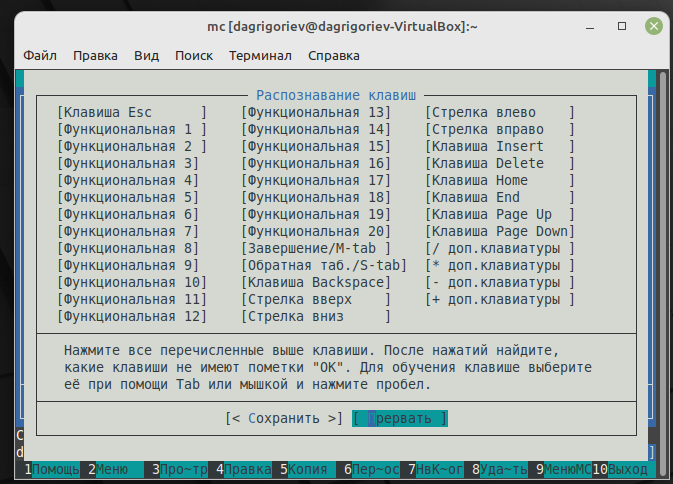 mc [dagrigoriev@dagrigoriev-VirtualBox]:~
Файл Правка Вид Поиск Терминал Справка
Распознавание клавиш
[Клавиша Esc ] [Функциональная 13] [Стрелка влево ]
[Функциональная 1 ] [Функциональная 14] [Стрелка вправо ]
[Функциональная 2 ] [Функциональная 15] [Клавиша Insert ]
[Функциональная 3] [Функциональная 16] [Клавиша Delete ]
[Функциональная 4] [Функциональная 17] [Клавиша Home ]
[Функциональная 5] [Функциональная 18] [Клавиша End ]
[Функциональная 6] [Функциональная 19] [Клавиша Page Up ]
[Функциональная 7] [Функциональная 20] [Клавиша Page Down]
[Функциональная 8] [Завершение/M-tab ] [/ доп.клавиатуры ]
[Функциональная 9] [Обратная таб./S-tab] [* доп.клавиатуры ]
[Функциональная 10] [Клавиша Backspace] [- доп.клавиатуры ]
[Функциональная 11] [Стрелка вверх ] [+ доп.клавиатуры ]
[Функциональная 12] [Стрелка вниз ]
Нажмите все перечисленные выше клавиши. После нажатий найдите,
какие клавиши не имеют пометки "OK". Для обучения клавише выберите
её при помощи Tab или мышкой и нажмите пробел.
[< Сохранить >] [ Прервать ]
С
d ]
1Помощь 2Меню 3Про~тр 4Правка 5Копия 6Пер~ос 7НвК~ог 8Уда~ть 9МенюМС 10Выход